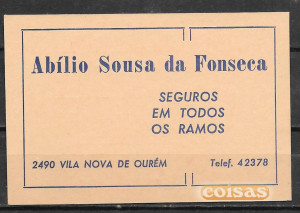 Abílio Sousa da Fonseca
SEGUROS
EM TODOS
OS RAMOS
2490 VILA NOVA DE OURÉM Telef. 42378
coisas